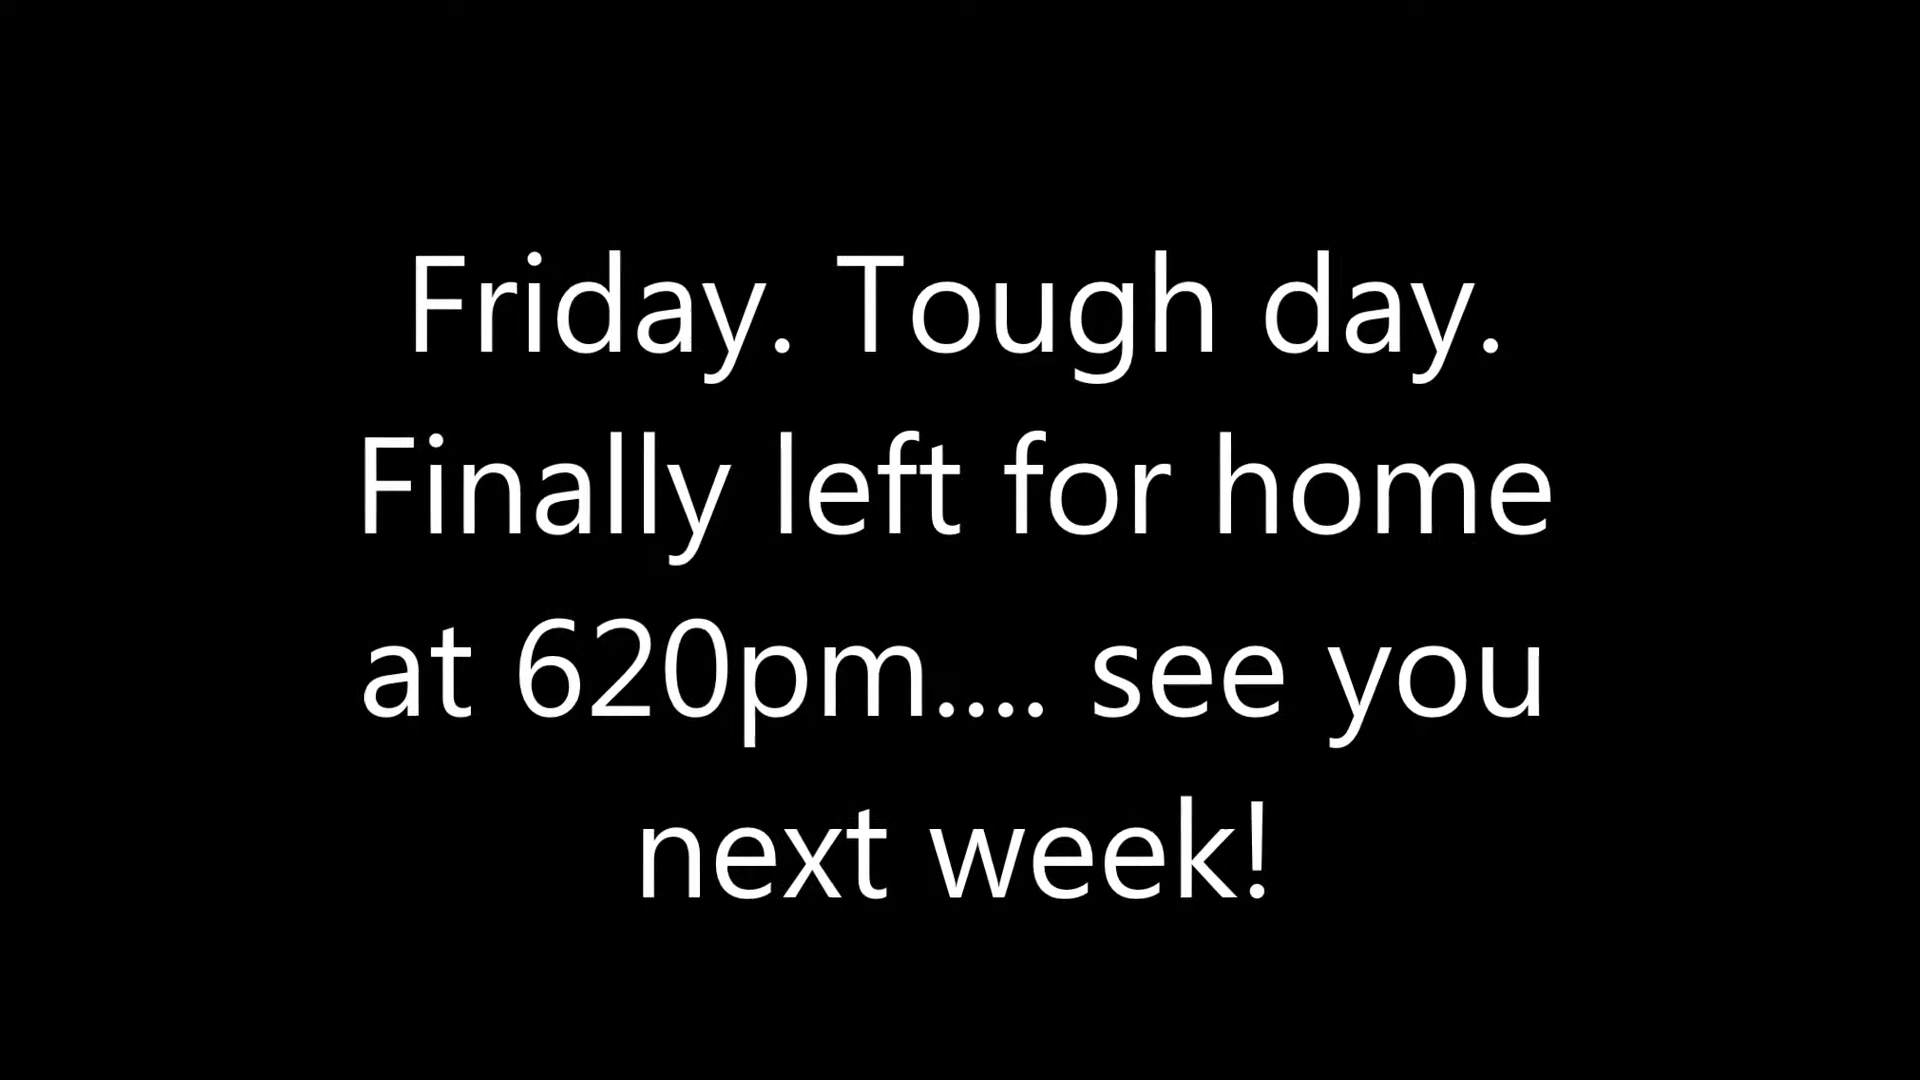 Friday. Tough day.
Finally left for home
at 620pm.... see you
next week!